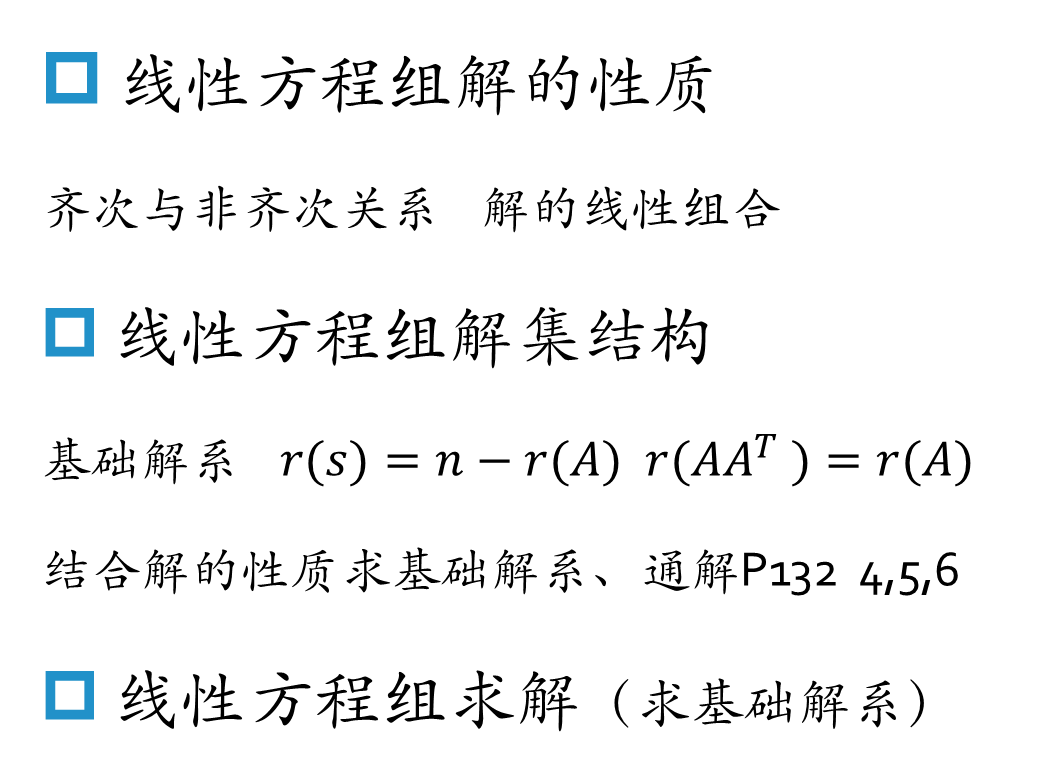 线性方程组解的性质
齐次与非齐次关系 解的线性组合
线性方程组解集结构
基础解系 r(s) = n − r(A) r(AAᵀ) = r(A)
结合解的性质求基础解系、通解P132 4,5,6
线性方程组求解（求基础解系）